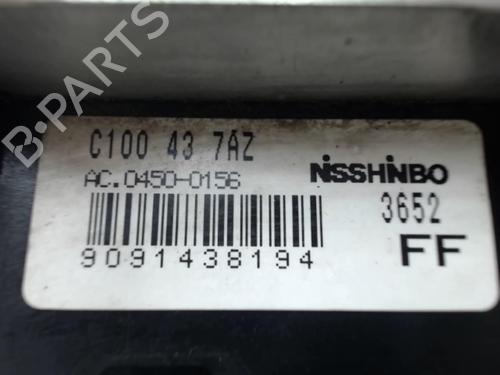 B-PARTS
C100 43 7AZ
AC.0450-0156
NiSSHiNBO
3652
9091438194
FF